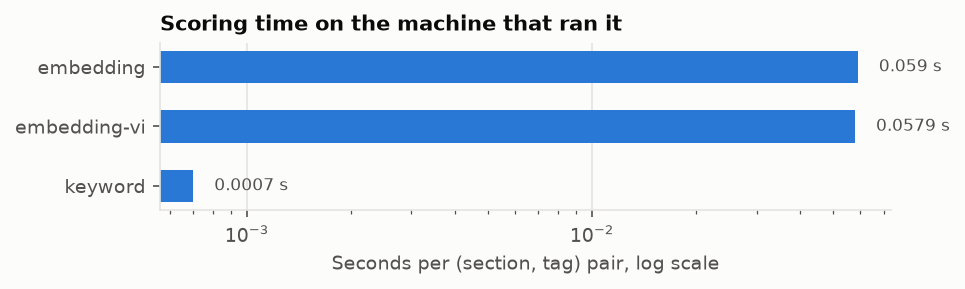 Scoring time on the machine that ran it
embedding 0.059 s
embedding-vi 0.0579 s
keyword 0.0007 s
10⁻³ 10⁻²
Seconds per (section, tag) pair, log scale